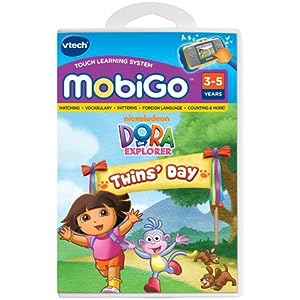 vtech
TOUCH LEARNING SYSTEM
MobiGo™
3-5
YEARS
MATCHING • VOCABULARY • PATTERNS • FOREIGN LANGUAGE • COUNTING & MORE!
nickelodeon
DORA
the
EXPLORER
Twins' Day